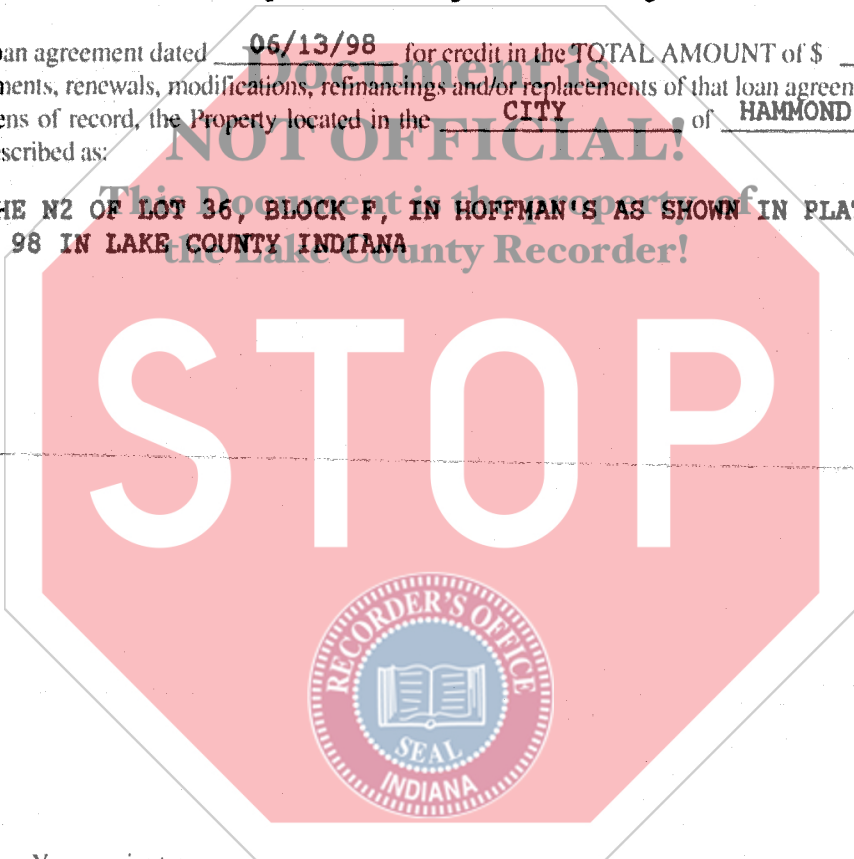 an agreement dated 06/13/98 for credit in the TOTAL AMOUNT of $
ments, renewals, modifications, refinancings and/or replacements of that loan agreem
ens of record, the Property located in the CITY of HAMMOND
scribed as:
HE N2 OF LOT 36, BLOCK F, IN HOFFMAN'S AS SHOWN IN PLAT
98 IN LAKE COUNTY INDIANA
Document is
NOT OFFICIAL!
This Document is the property of
the Lake County Recorder!
STOP
RECORDER'S OFFICE
SEAL
INDIANA